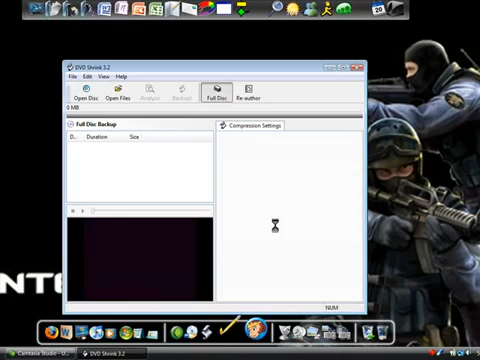 20
DVD Shrink 3.2
File Edit View Help
Open Disc Open Files Analyze Backup! Full Disc Re-author
0 MB
Full Disc Backup
Compression Settings
D.. Duration Size
NTE
NUM
Camtasia Studio - U...
DVD Shrink 3.2